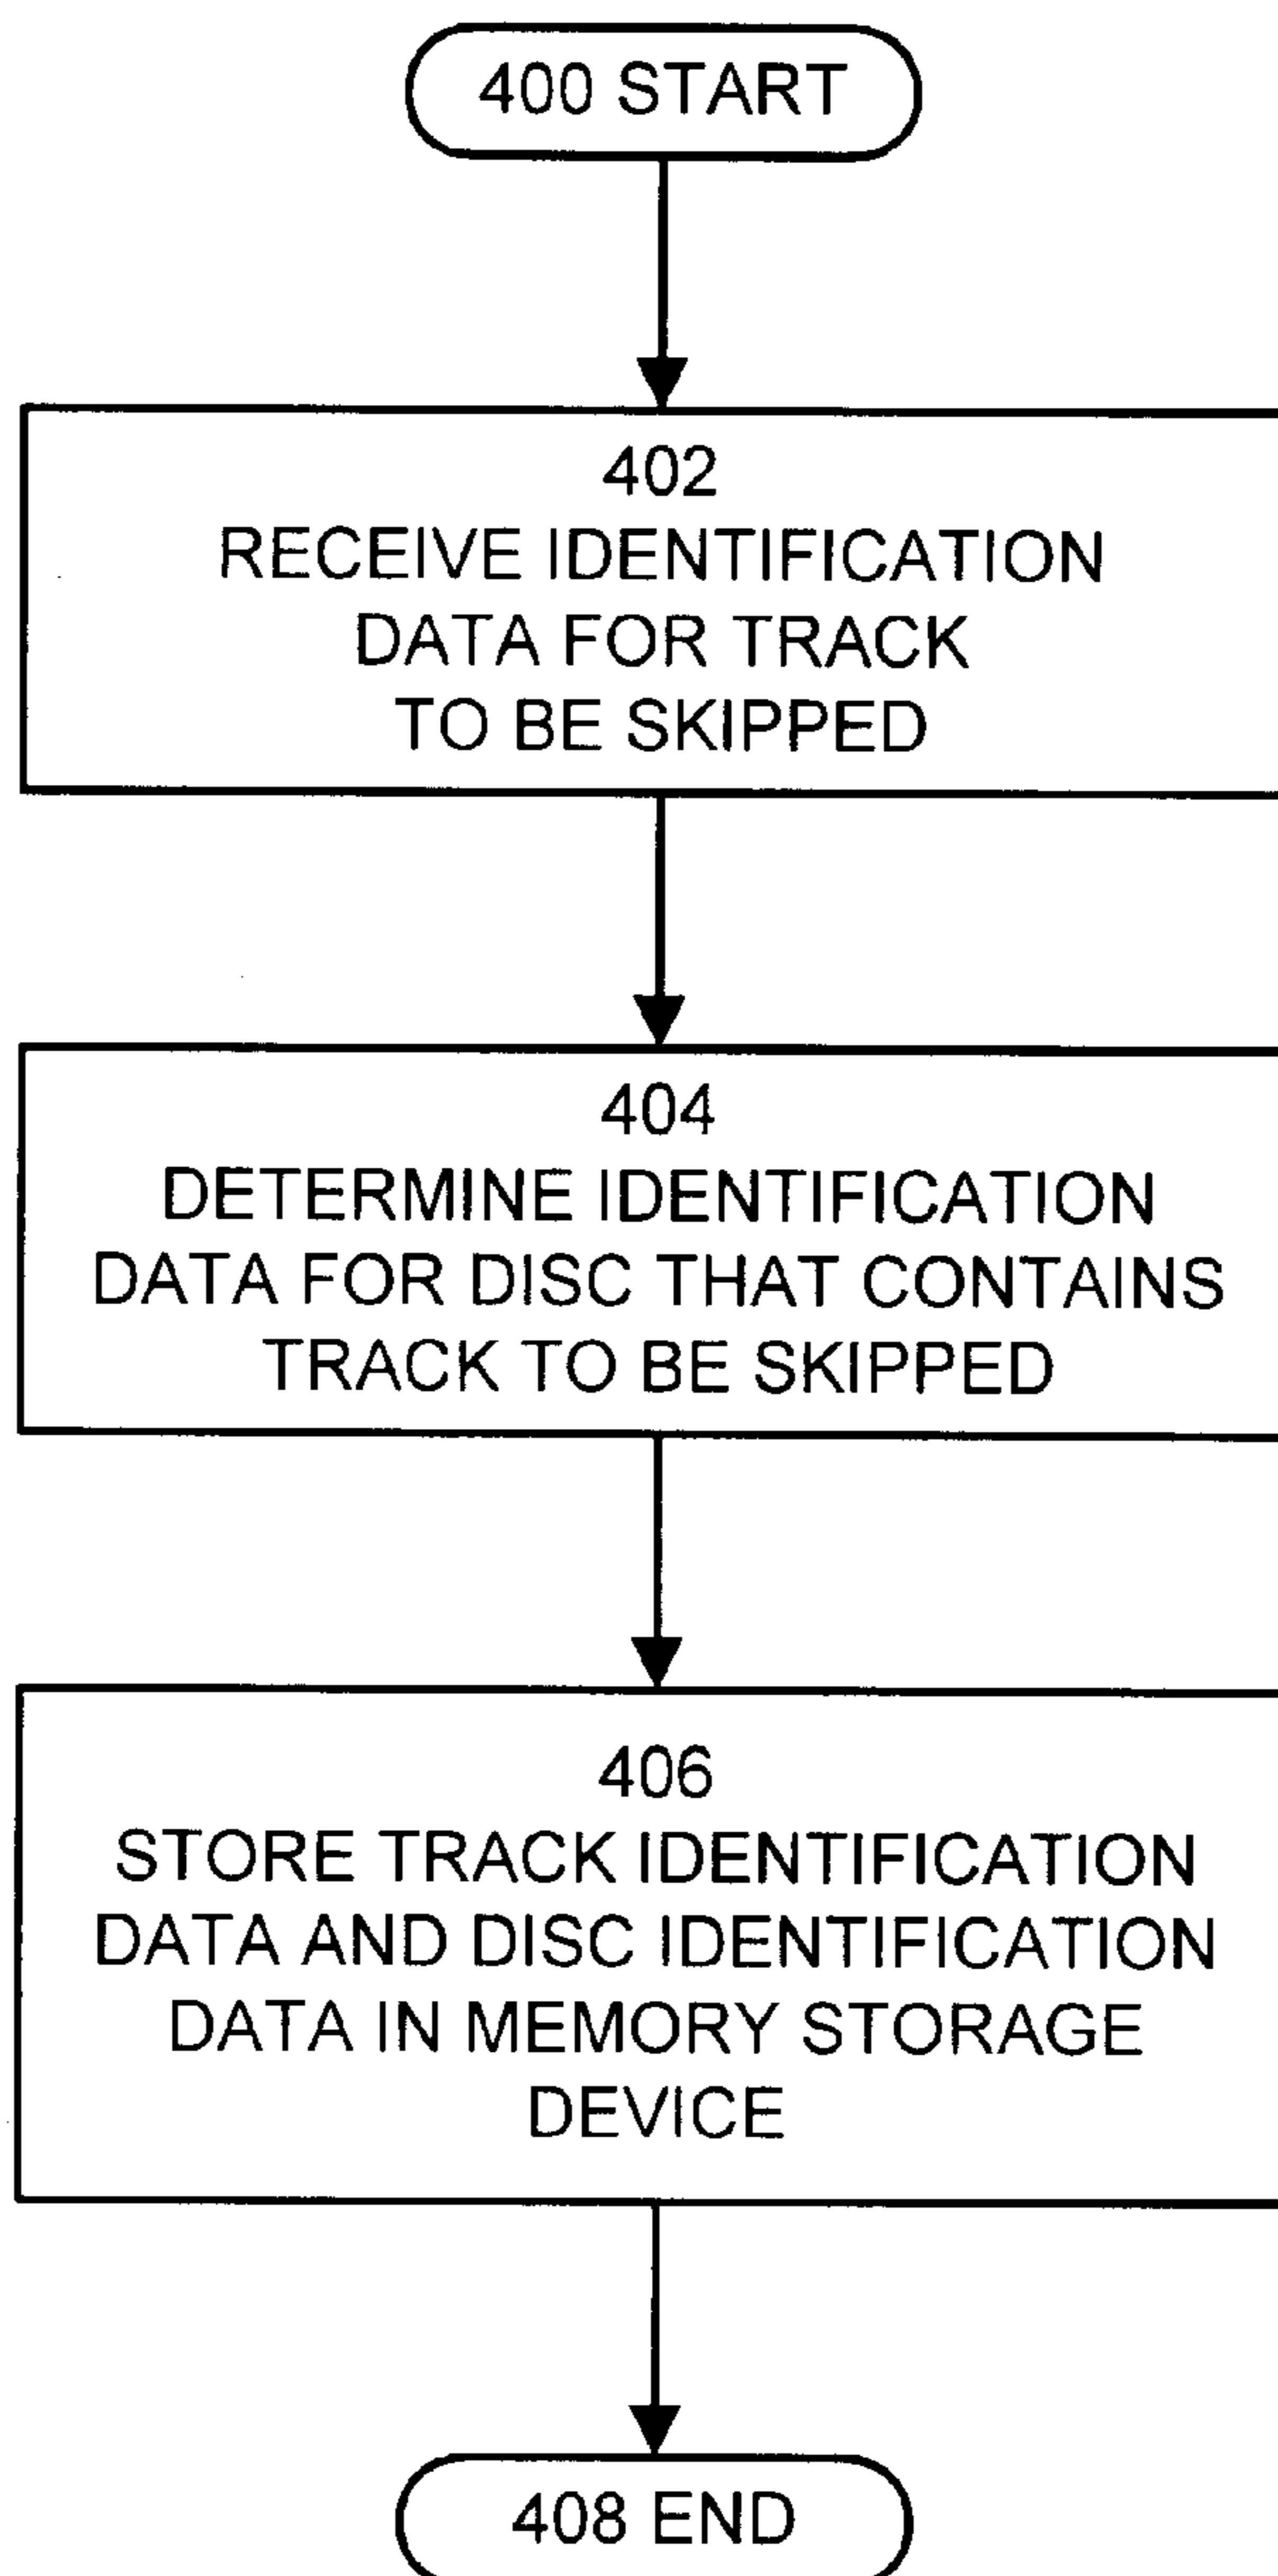 400 START
402
RECEIVE IDENTIFICATION
DATA FOR TRACK
TO BE SKIPPED
404
DETERMINE IDENTIFICATION
DATA FOR DISC THAT CONTAINS
TRACK TO BE SKIPPED
406
STORE TRACK IDENTIFICATION
DATA AND DISC IDENTIFICATION
DATA IN MEMORY STORAGE
DEVICE
408 END